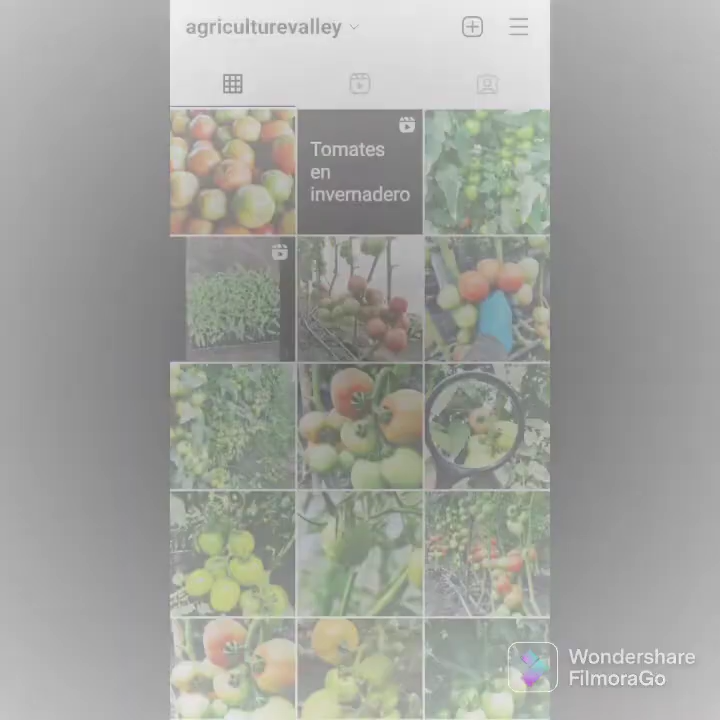 agriculturevalley
Tomates
en
invernadero
Wondershare
FilmoraGo